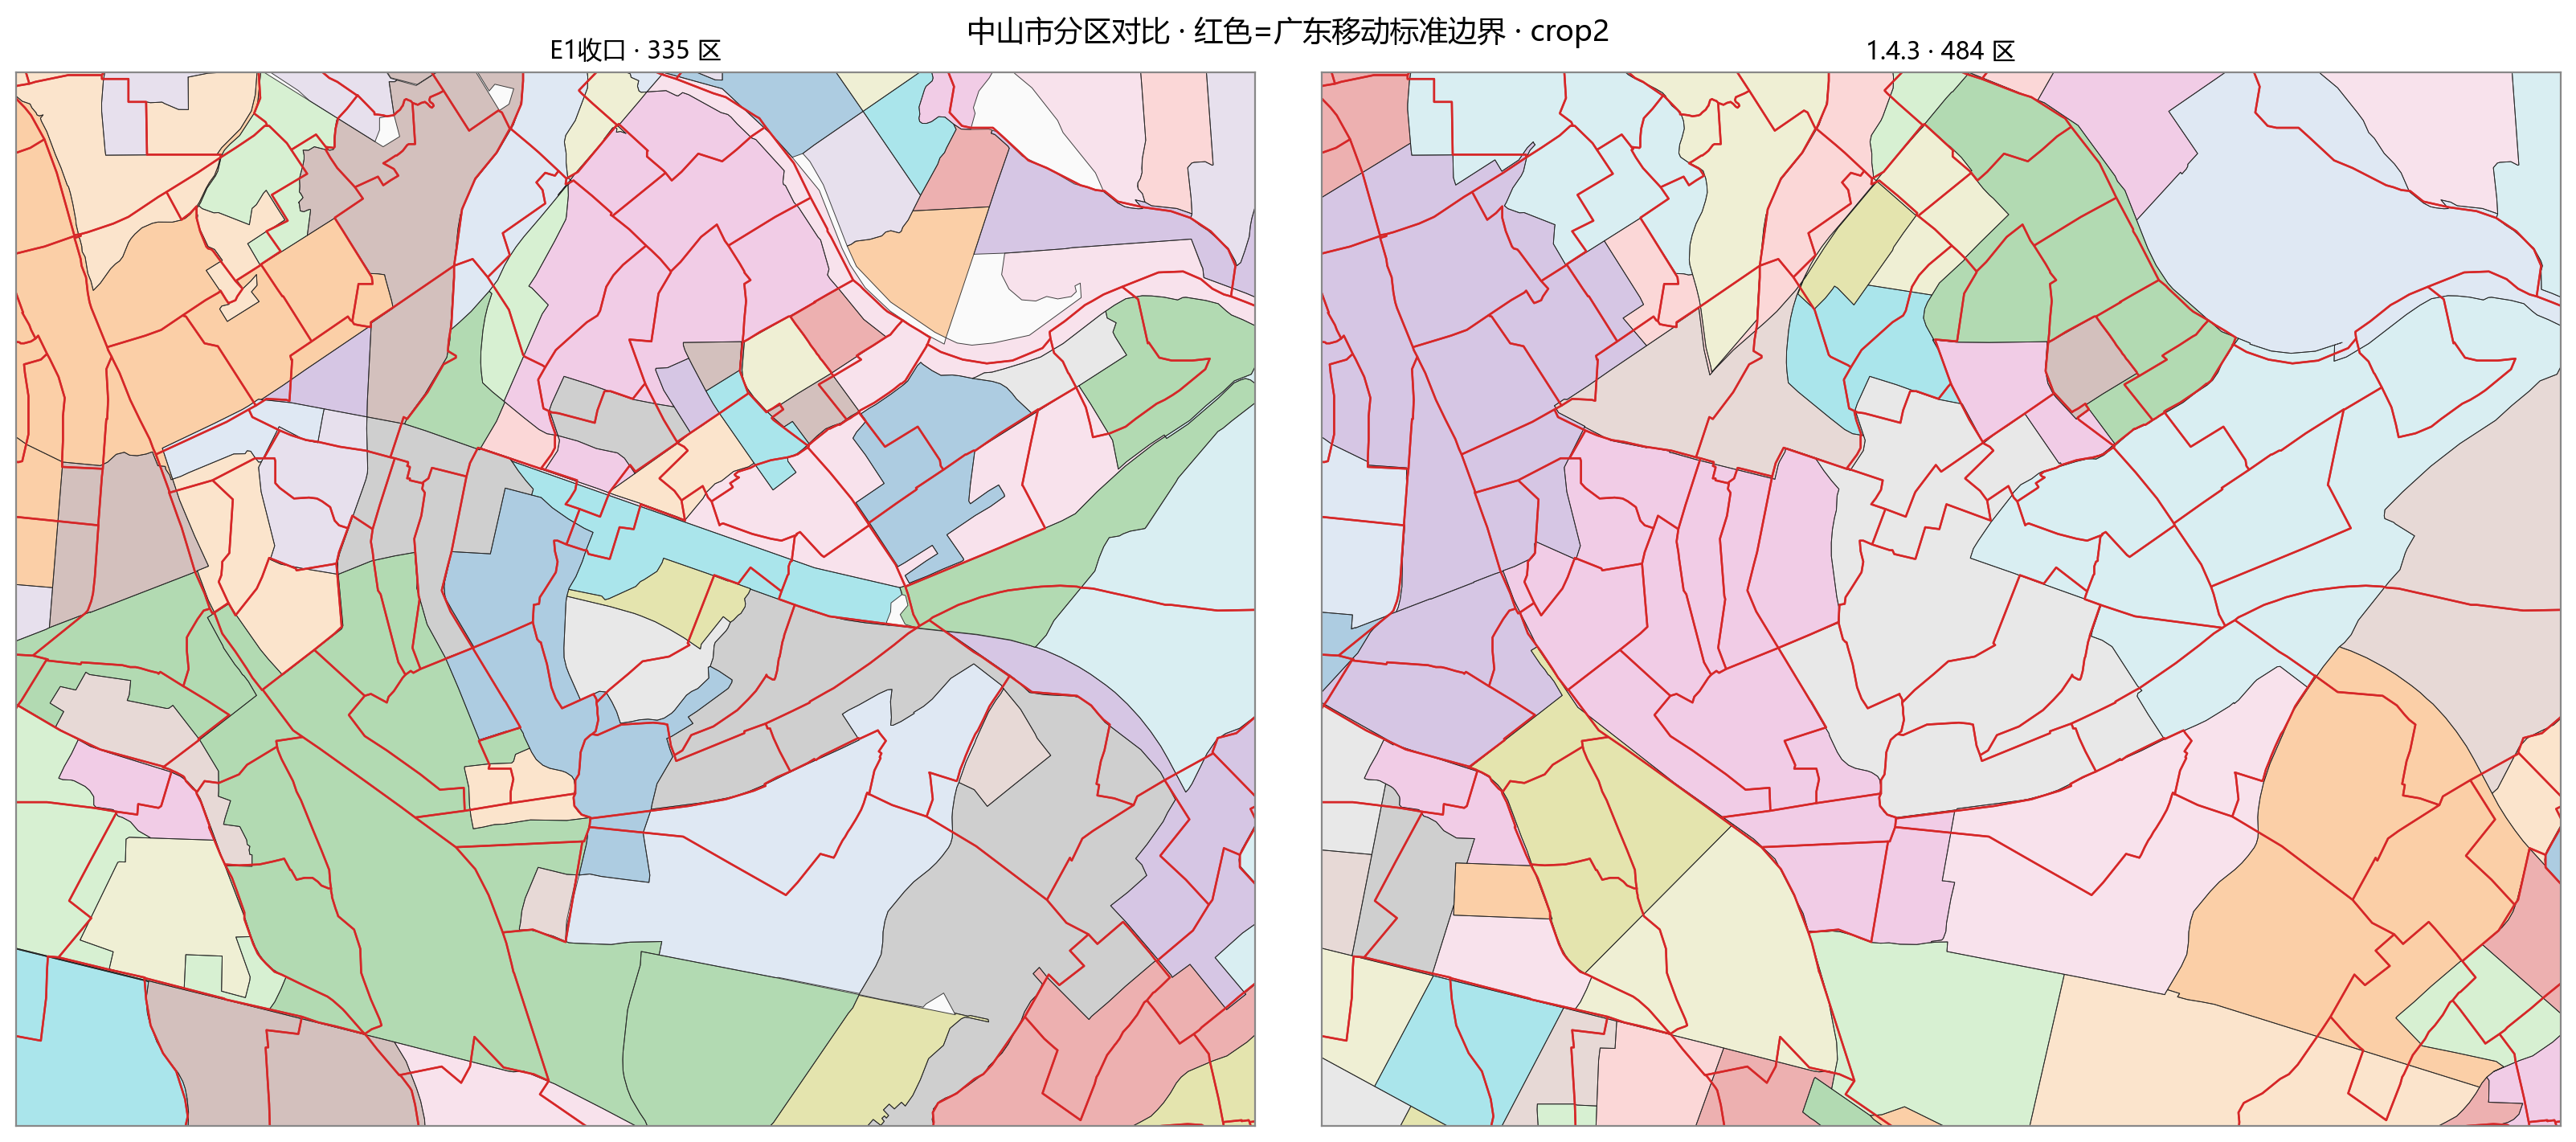 中山市分区对比 · 红色=广东移动标准边界 · crop2
E1收口 · 335 区
1.4.3 · 484 区